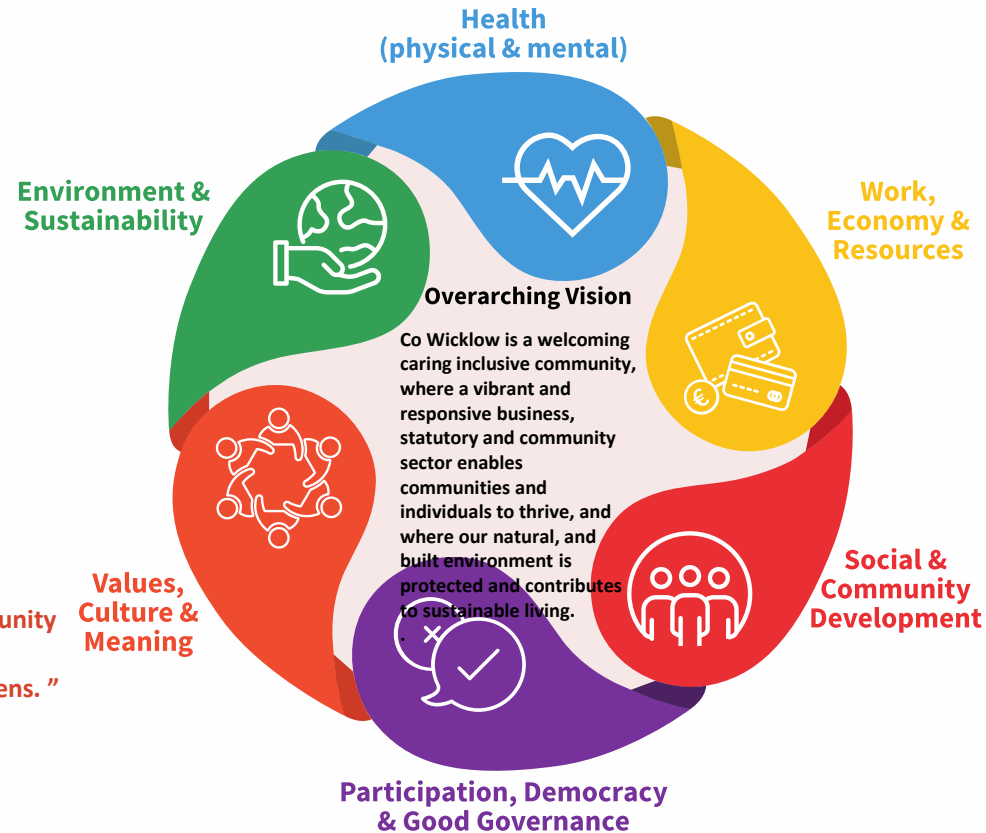 Health
(physical & mental)
Environment &
Sustainability
Work,
Economy &
Resources
Overarching Vision
Co Wicklow is a welcoming
caring inclusive community,
where a vibrant and
responsive business,
statutory and community
sector enables
communities and
individuals to thrive, and
where our natural, and
built environment is
protected and contributes
to sustainable living.
.
€
Social &
Community
Development
Values,
Culture &
Meaning
unity
ens. ”
Participation, Democracy
& Good Governance